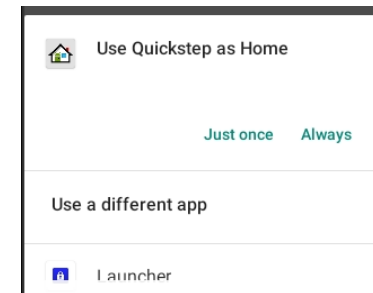 Use Quickstep as Home
Just once Always
Use a different app
Launcher